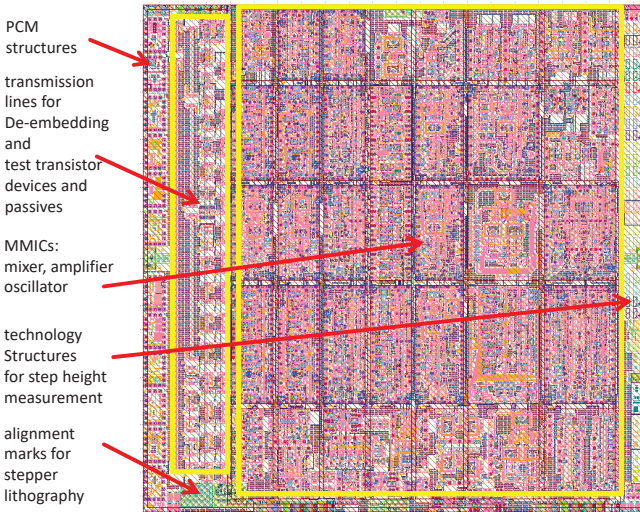 PCM
structures
transmission
lines for
De-embedding
and
test transistor
devices and
passives
MMICs:
mixer, amplifier
oscillator
technology
Structures
for step height
measurement
alignment
marks for
stepper
lithography